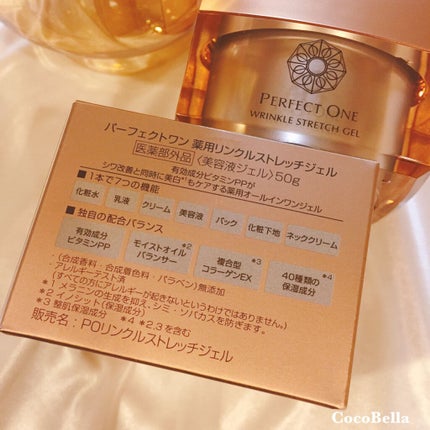 PERFECT ONE
WRINKLE STRETCH GEL
パーフェクトワン 薬用リンクルストレッチジェル
医薬部外品 〈美容液ジェル〉50g
有効成分ビタミンPPが
シワ改善と同時に美白*¹もケアする薬用オールインワンジェル
■1本で7つの機能
化粧水 乳液 クリーム 美容液 パック 化粧下地 ネッククリーム
■独自の配合バランス
有効成分ビタミンPP モイストオイルバランサー*2 複合型コラーゲンEX*3 40種類の保湿成分*4
(合成香料・合成着色料・パラベン)無添加
アレルギーテスト済
(すべての方にアレルギーが起きないというわけではありません)
*1 メラニンの生成を抑え、シミ・ソバカスを防ぎます。
*2 イノシット(保湿成分)
*3 整肌保湿成分 *4 *2,3を含む
販売名:POリンクルストレッチジェル
CocoBella